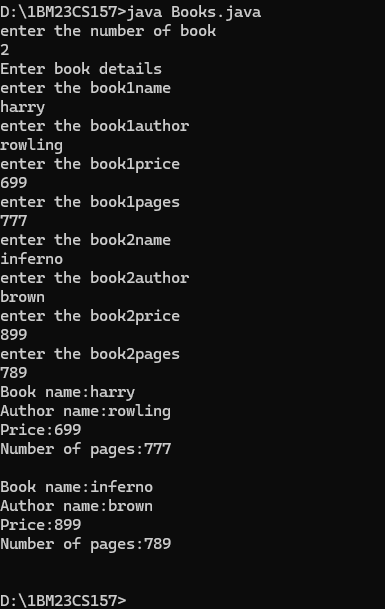 D:\1BM23CS157>java Books.java
enter the number of book
2
Enter book details
enter the book1name
harry
enter the book1author
rowling
enter the book1price
699
enter the book1pages
777
enter the book2name
inferno
enter the book2author
brown
enter the book2price
899
enter the book2pages
789
Book name:harry
Author name:rowling
Price:699
Number of pages:777
Book name:inferno
Author name:brown
Price:899
Number of pages:789
D:\1BM23CS157>